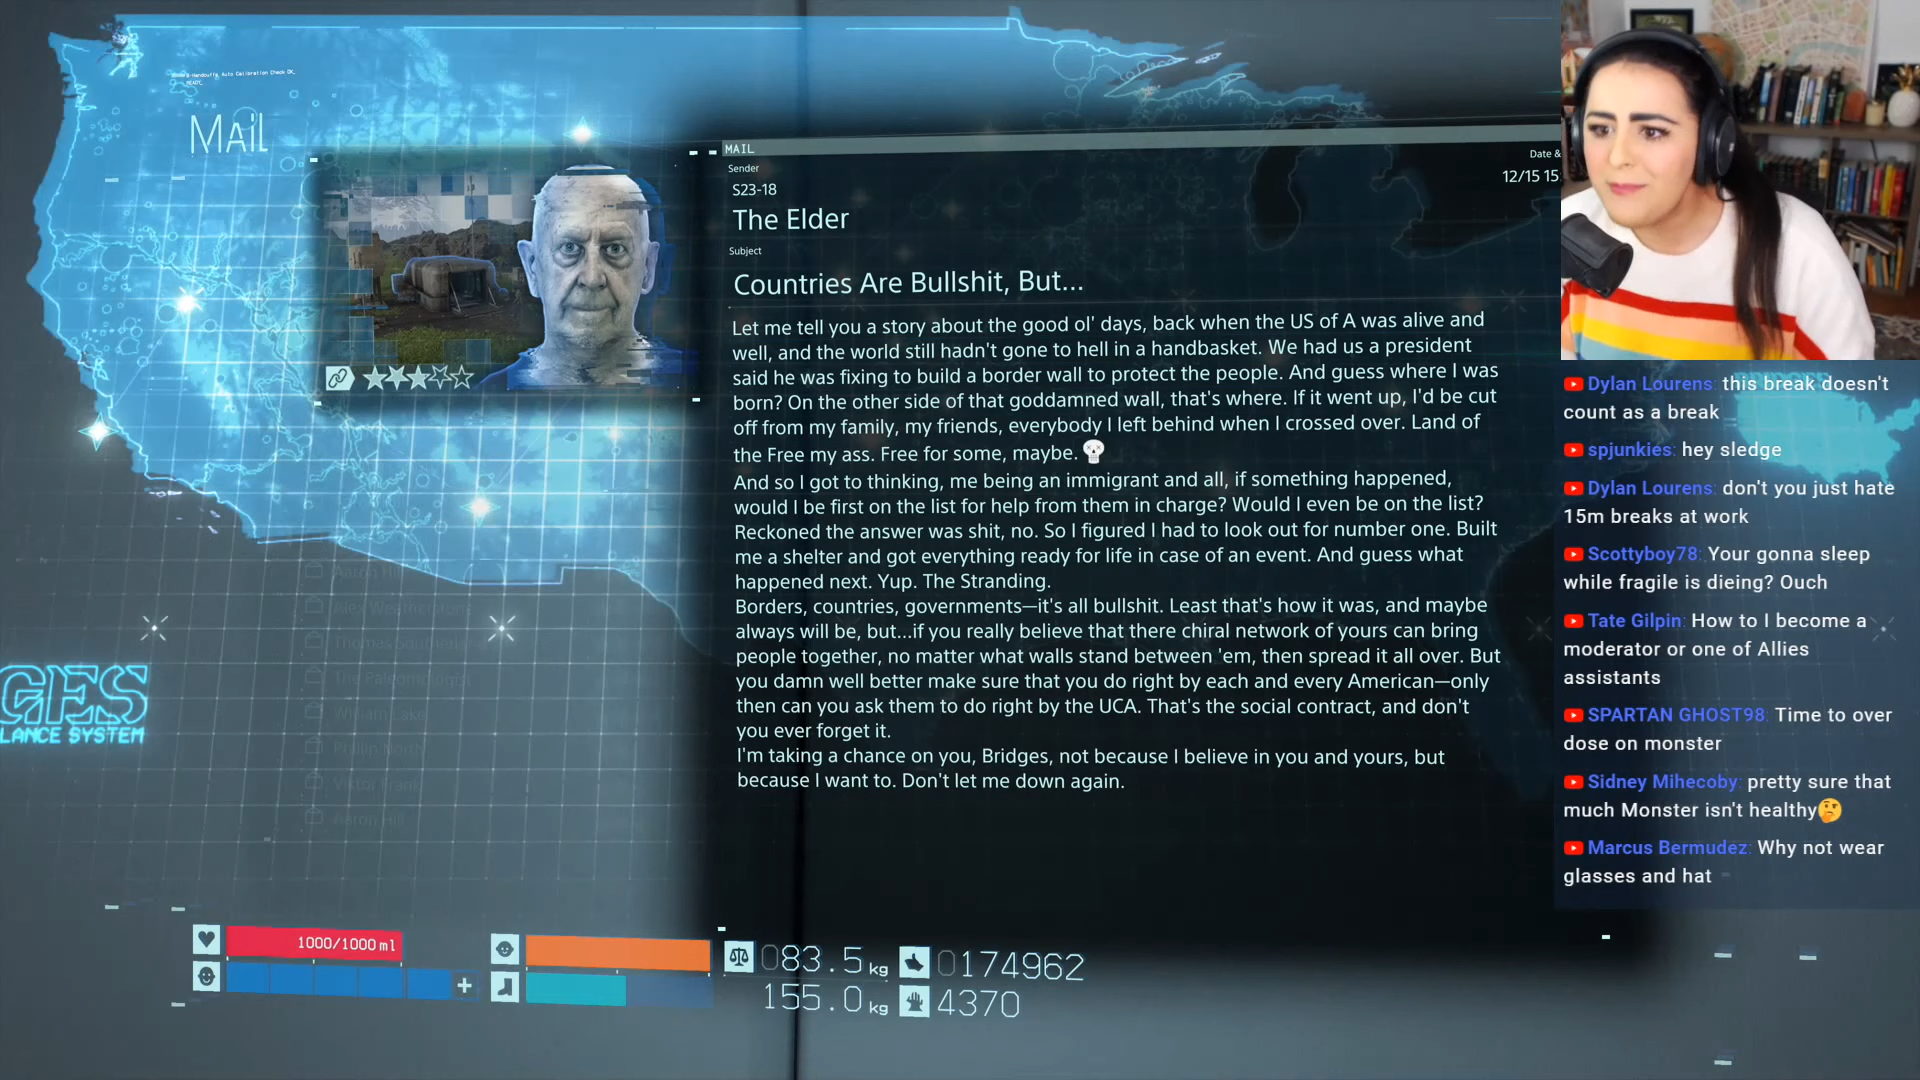 MAIL
MAIL
Sender
S23-18
The Elder
Date &
12/15 15
Subject
Countries Are Bullshit, But...
Let me tell you a story about the good ol' days, back when the US of A was alive and
well, and the world still hadn't gone to hell in a handbasket. We had us a president
said he was fixing to build a border wall to protect the people. And guess where I was
born? On the other side of that goddamned wall, that's where. If it went up, I'd be cut
off from my family, my friends, everybody I left behind when I crossed over. Land of
the Free my ass. Free for some, maybe. 💀
And so I got to thinking, me being an immigrant and all, if something happened,
would I be first on the list for help from them in charge? Would I even be on the list?
Reckoned the answer was shit, no. So I figured I had to look out for number one. Built
me a shelter and got everything ready for life in case of an event. And guess what
happened next. Yup. The Stranding.
Borders, countries, governments—it's all bullshit. Least that's how it was, and maybe
always will be, but...if you really believe that there chiral network of yours can bring
people together, no matter what walls stand between 'em, then spread it all over. But
you damn well better make sure that you do right by each and every American—only
then can you ask them to do right by the UCA. That's the social contract, and don't
you ever forget it.
I'm taking a chance on you, Bridges, not because I believe in you and yours, but
because I want to. Don't let me down again.
Aaron Hill
Alex Weatherstone
Thomas Southerland
The Paleontologist
William Lake
Philip North
Viktor Frank
Aaron Hill
GES
LANCE SYSTEM
1000/1000 ml
083.5 kg
155.0 kg
0174962
4370
Dylan Lourens: this break doesn't
count as a break
spjunkies: hey sledge
Dylan Lourens: don't you just hate
15m breaks at work
Scottyboy78: Your gonna sleep
while fragile is dieing? Ouch
Tate Gilpin: How to I become a
moderator or one of Allies
assistants
SPARTAN GHOST98: Time to over
dose on monster
Sidney Mihecoby: pretty sure that
much Monster isn't healthy🤔
Marcus Bermudez: Why not wear
glasses and hat